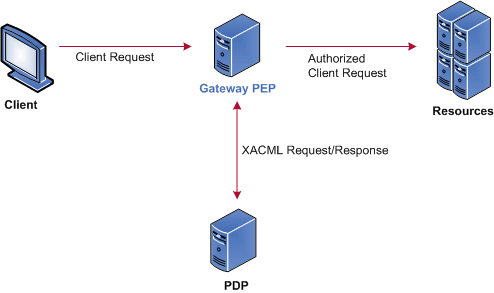 Client Request
Authorized
Client Request
Client
Gateway PEP
Resources
XACML Request/Response
PDP